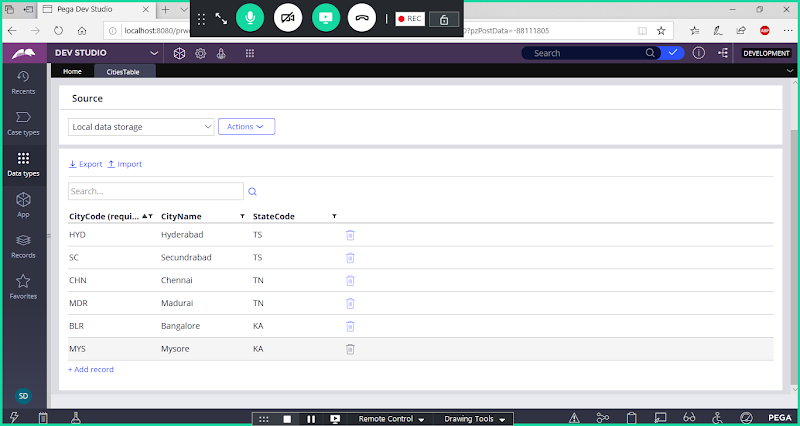 Pega Dev Studio
localhost:8080/prwe
0?pzPostData=-88111805
REC
ABP
DEV STUDIO
Search
DEVELOPMENT
Home
CitiesTable
Recents
Case types
Data types
App
Records
Favorites
SD
Source
Local data storage
Actions
Export
Import
Search...
CityCode (requi... CityName StateCode
HYD Hyderabad TS
SC Secundrabad TS
CHN Chennai TN
MDR Madurai TN
BLR Bangalore KA
MYS Mysore KA
+ Add record
Remote Control
Drawing Tools
PEGA